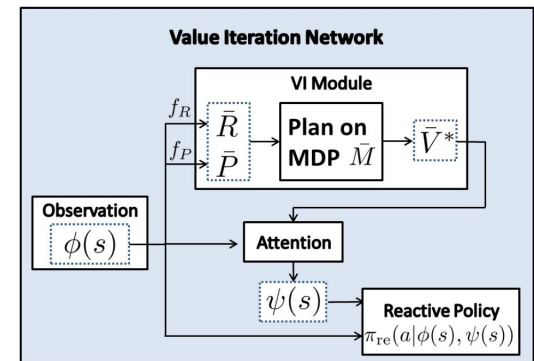 Value Iteration Network
VI Module
f_R
R̄
Plan on
MDP M̄
V̄*
f_P
P̄
Observation
ϕ(s)
Attention
ψ(s)
Reactive Policy
π_re(a|ϕ(s), ψ(s))